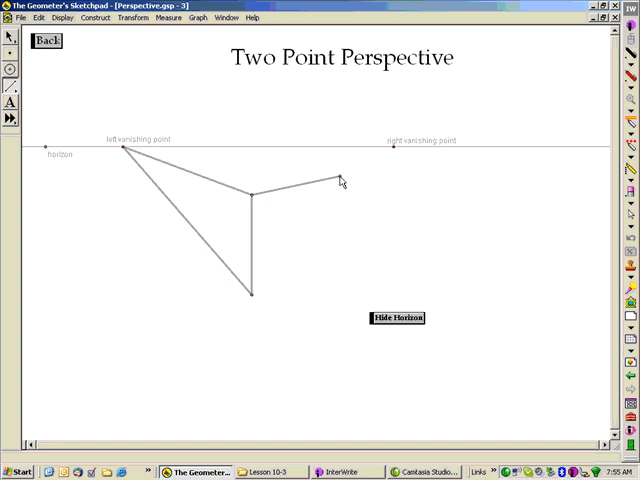 The Geometer's Sketchpad - [Perspective.gsp - 3]
IW
File Edit Display Construct Transform Measure Graph Window Help
Back
Two Point Perspective
A
left vanishing point
right vanishing point
horizon
Hide Horizon
Start
»
The Geometer...
Lesson 10-3
InterWrite
Camtasia Studio...
Links »
7:55 AM